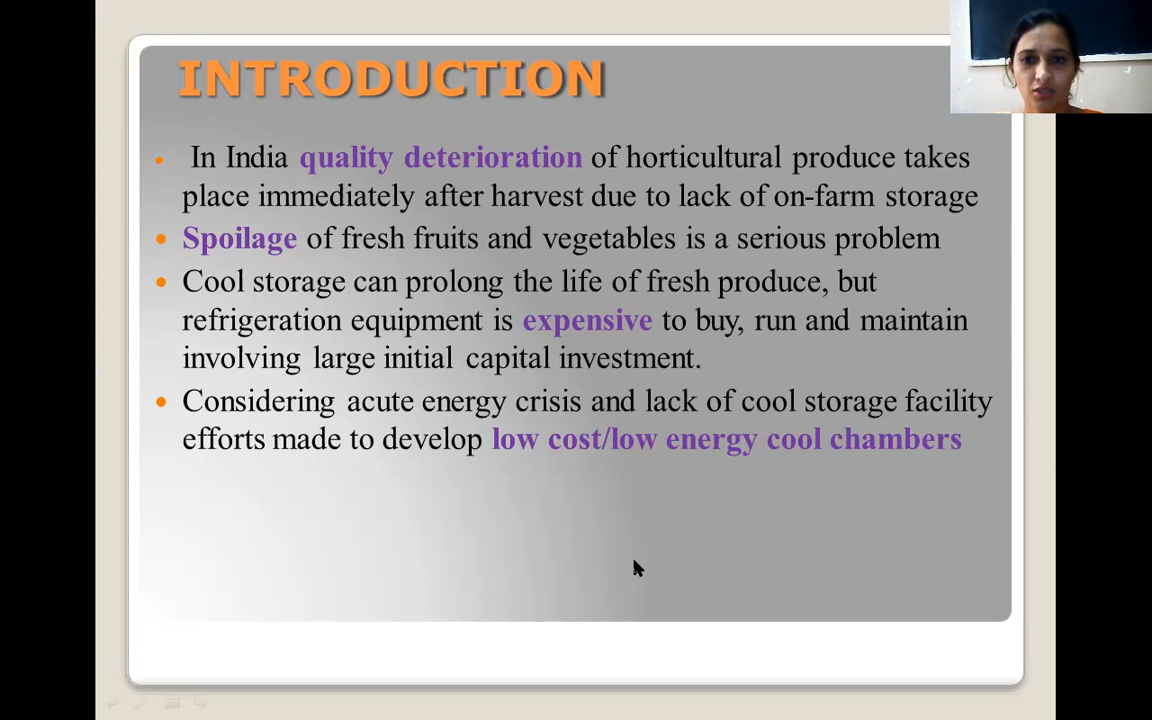 INTRODUCTION
• In India quality deterioration of horticultural produce takes
place immediately after harvest due to lack of on-farm storage
• Spoilage of fresh fruits and vegetables is a serious problem
• Cool storage can prolong the life of fresh produce, but
refrigeration equipment is expensive to buy, run and maintain
involving large initial capital investment.
• Considering acute energy crisis and lack of cool storage facility
efforts made to develop low cost/low energy cool chambers